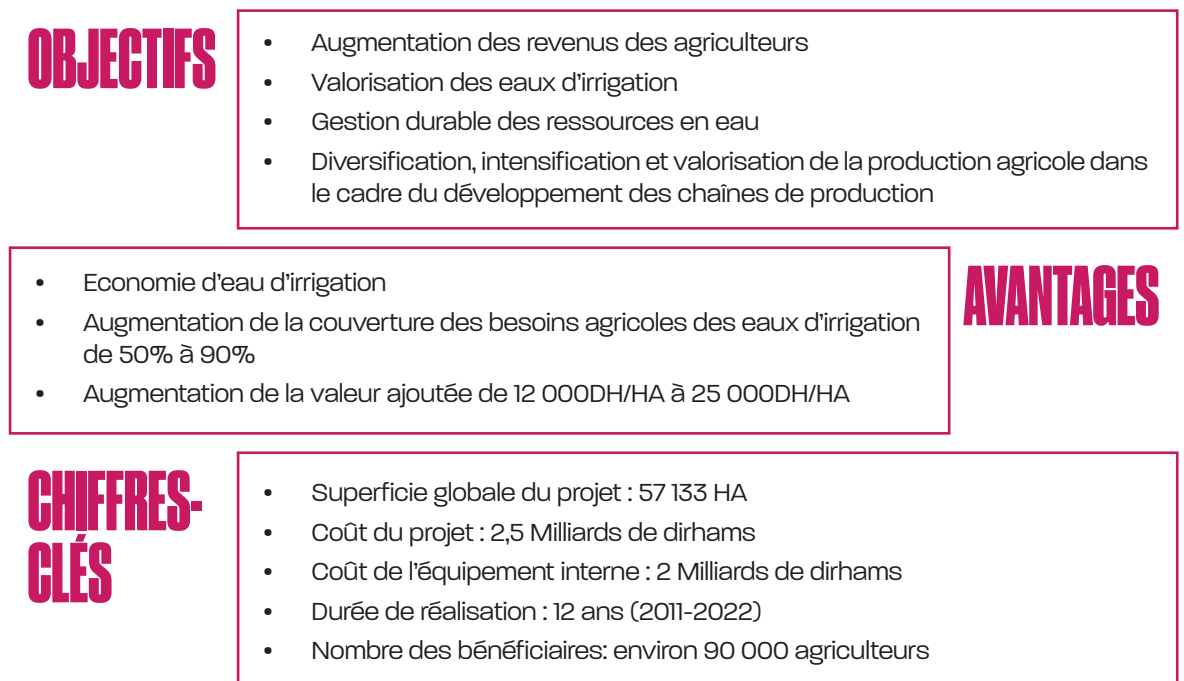 OBJECTIFS
• Augmentation des revenus des agriculteurs
• Valorisation des eaux d'irrigation
• Gestion durable des ressources en eau
• Diversification, intensification et valorisation de la production agricole dans
le cadre du développement des chaînes de production
AVANTAGES
• Economie d'eau d'irrigation
• Augmentation de la couverture des besoins agricoles des eaux d'irrigation
de 50% à 90%
• Augmentation de la valeur ajoutée de 12 000DH/HA à 25 000DH/HA
CHIFFRES-
CLÉS
• Superficie globale du projet : 57 133 HA
• Coût du projet : 2,5 Milliards de dirhams
• Coût de l'équipement interne : 2 Milliards de dirhams
• Durée de réalisation : 12 ans (2011-2022)
• Nombre des bénéficiaires: environ 90 000 agriculteurs